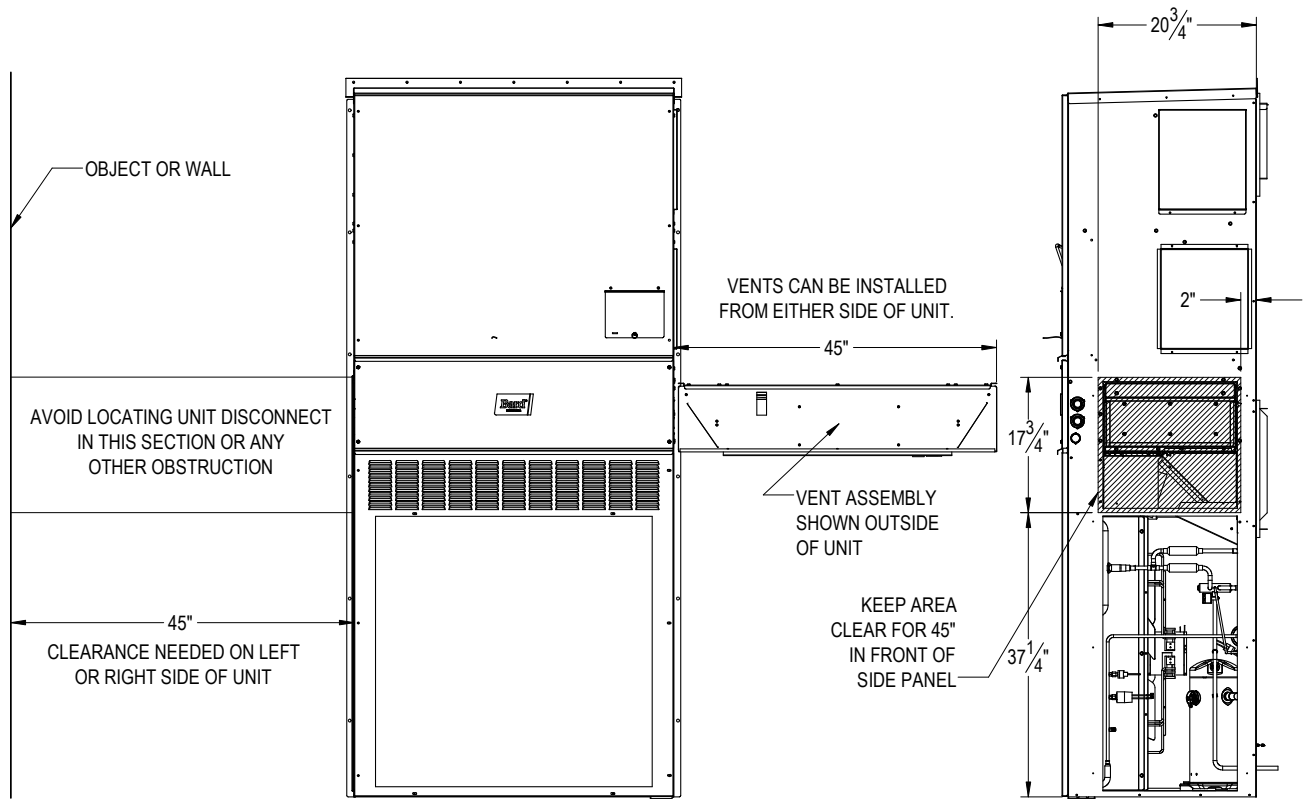 20 3/4"
OBJECT OR WALL
VENTS CAN BE INSTALLED
FROM EITHER SIDE OF UNIT.
2"
45"
AVOID LOCATING UNIT DISCONNECT
IN THIS SECTION OR ANY
OTHER OBSTRUCTION
Bard
17 3/4"
VENT ASSEMBLY
SHOWN OUTSIDE
OF UNIT
KEEP AREA
CLEAR FOR 45"
IN FRONT OF
SIDE PANEL
45"
CLEARANCE NEEDED ON LEFT
OR RIGHT SIDE OF UNIT
37 1/4"